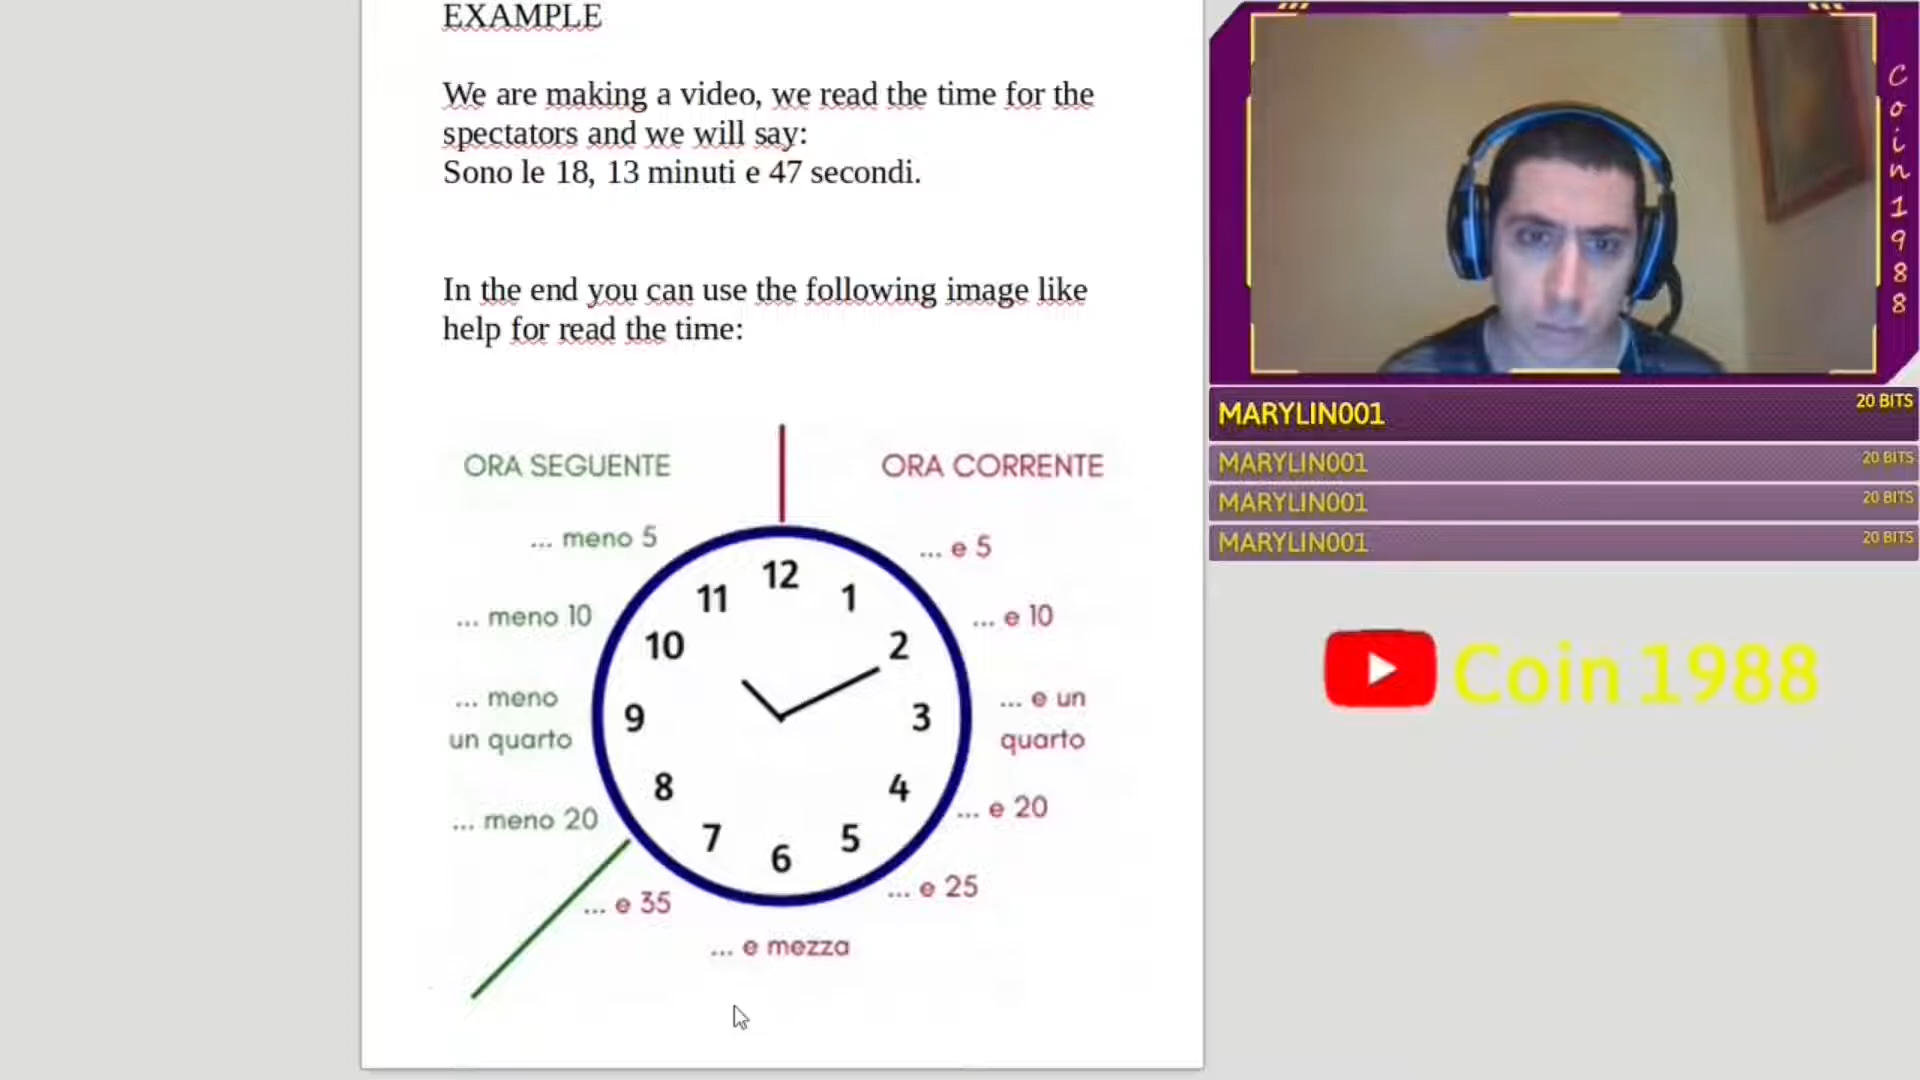 EXAMPLE
We are making a video, we read the time for the
spectators and we will say:
Sono le 18, 13 minuti e 47 secondi.
In the end you can use the following image like
help for read the time:
ORA SEGUENTE
ORA CORRENTE
... meno 5
... e 5
... meno 10
... e 10
... meno
un quarto
... e un
quarto
... meno 20
... e 20
... e 35
... e 25
... e mezza
12
1
2
3
4
5
6
7
8
9
10
11
Coin1988
MARYLIN001 20 BITS
MARYLIN001 20 BITS
MARYLIN001 20 BITS
MARYLIN001 20 BITS
Coin 1988